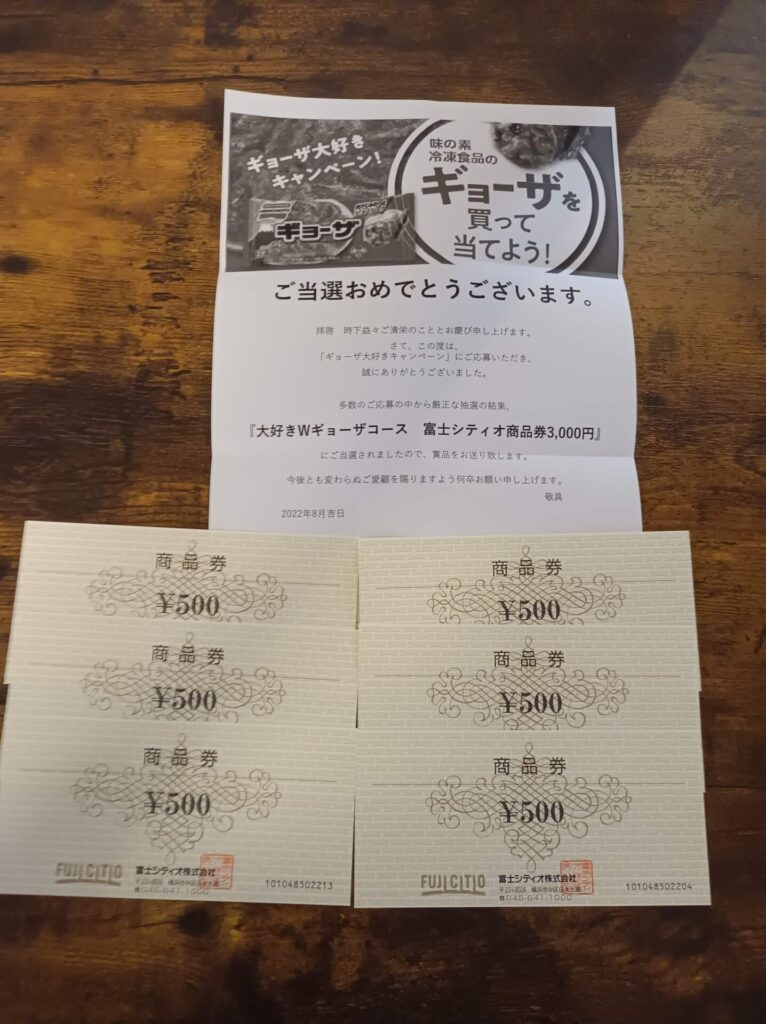 ギョーザ大好き
キャンペーン!
ギョーザ
味の素
冷凍食品の
ギョーザを
買って
当てよう!
ご当選おめでとうございます。
拝啓　時下益々ご清栄のこととお慶び申し上げます。
さて、この度は、
「ギョーザ大好きキャンペーン」にご応募いただき、
誠にありがとうございました。
多数のご応募の中から厳正な抽選の結果、
『大好きWギョーザコース　富士シティオ商品券3,000円』
にご当選されましたので、賞品をお送り致します。
今後とも変わらぬご愛顧を賜りますよう何卒お願い申し上げます。
敬具
2022年8月吉日
商品券
¥500
商品券
¥500
商品券
¥500
商品券
¥500
商品券
¥500
商品券
¥500
FUJI CITIO
富士シティオ株式会社
☎045-641-1000
101048502213
FUJI CITIO
富士シティオ株式会社
☎045-641-1000
101048502204